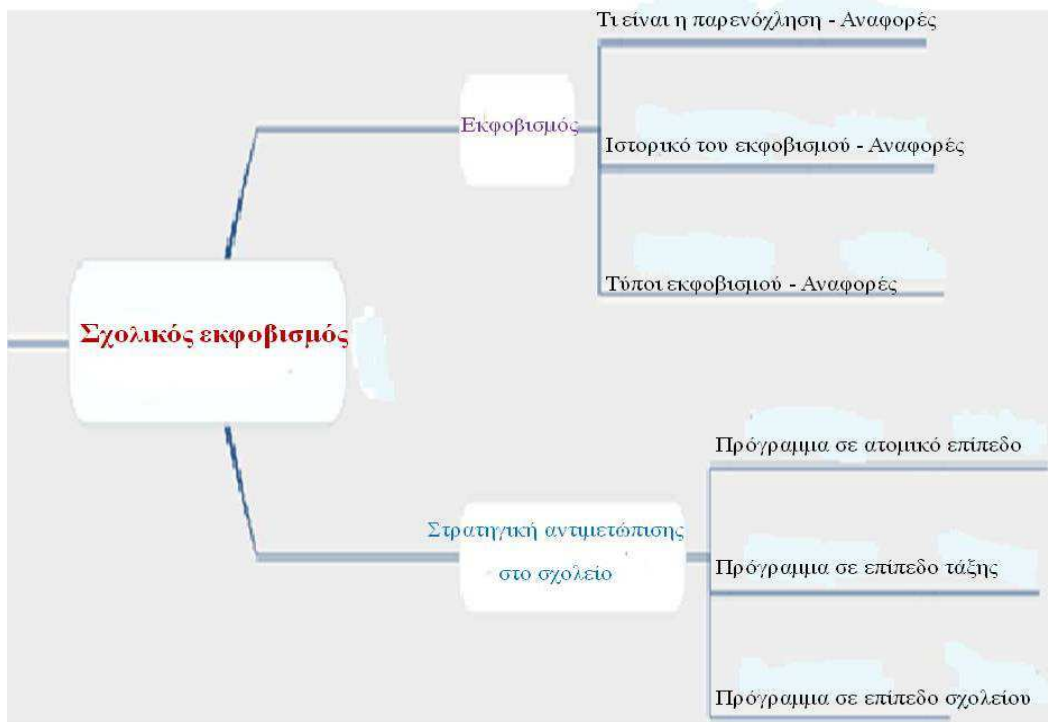 Τι είναι η παρενόχληση - Αναφορές
Εκφοβισμός
Ιστορικό του εκφοβισμού - Αναφορές
Τύποι εκφοβισμού - Αναφορές
Σχολικός εκφοβισμός
Πρόγραμμα σε ατομικό επίπεδο
Στρατηγική αντιμετώπισης
στο σχολείο
Πρόγραμμα σε επίπεδο τάξης
Πρόγραμμα σε επίπεδο σχολείου